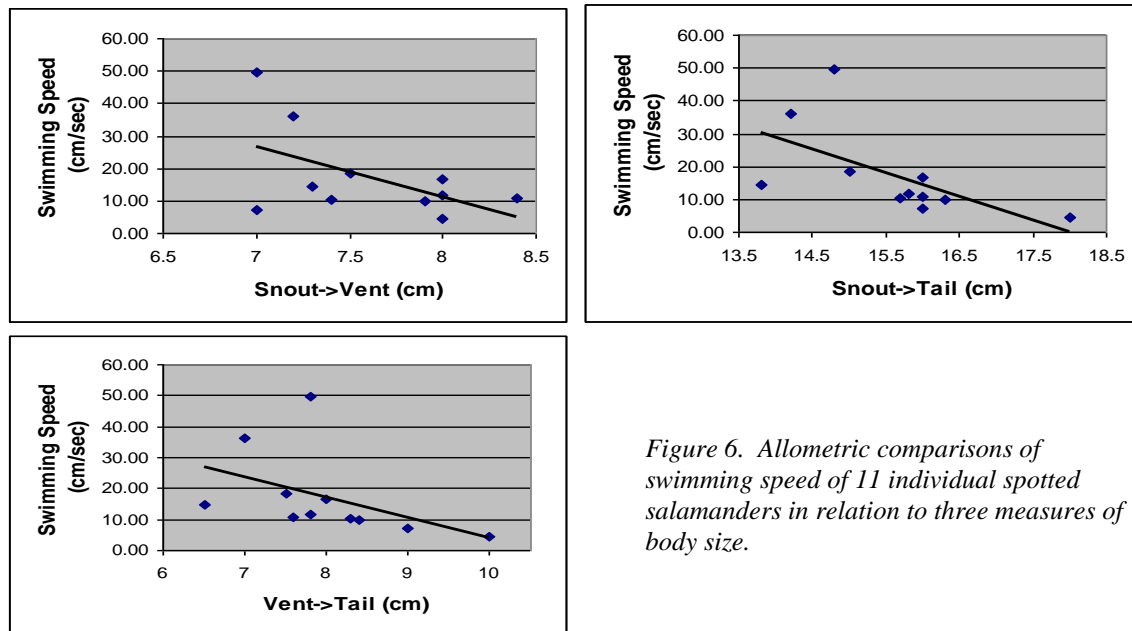 Swimming Speed
(cm/sec)
60.00
50.00
40.00
30.00
20.00
10.00
0.00
6.5 7 7.5 8 8.5
Snout->Vent (cm)
Swimming Speed
(cm/sec)
60.00
50.00
40.00
30.00
20.00
10.00
0.00
13.5 14.5 15.5 16.5 17.5 18.5
Snout->Tail (cm)
Swimming Speed
(cm/sec)
60.00
50.00
40.00
30.00
20.00
10.00
0.00
6 7 8 9 10
Vent->Tail (cm)
Figure 6. Allometric comparisons of
swimming speed of 11 individual spotted
salamanders in relation to three measures of
body size.